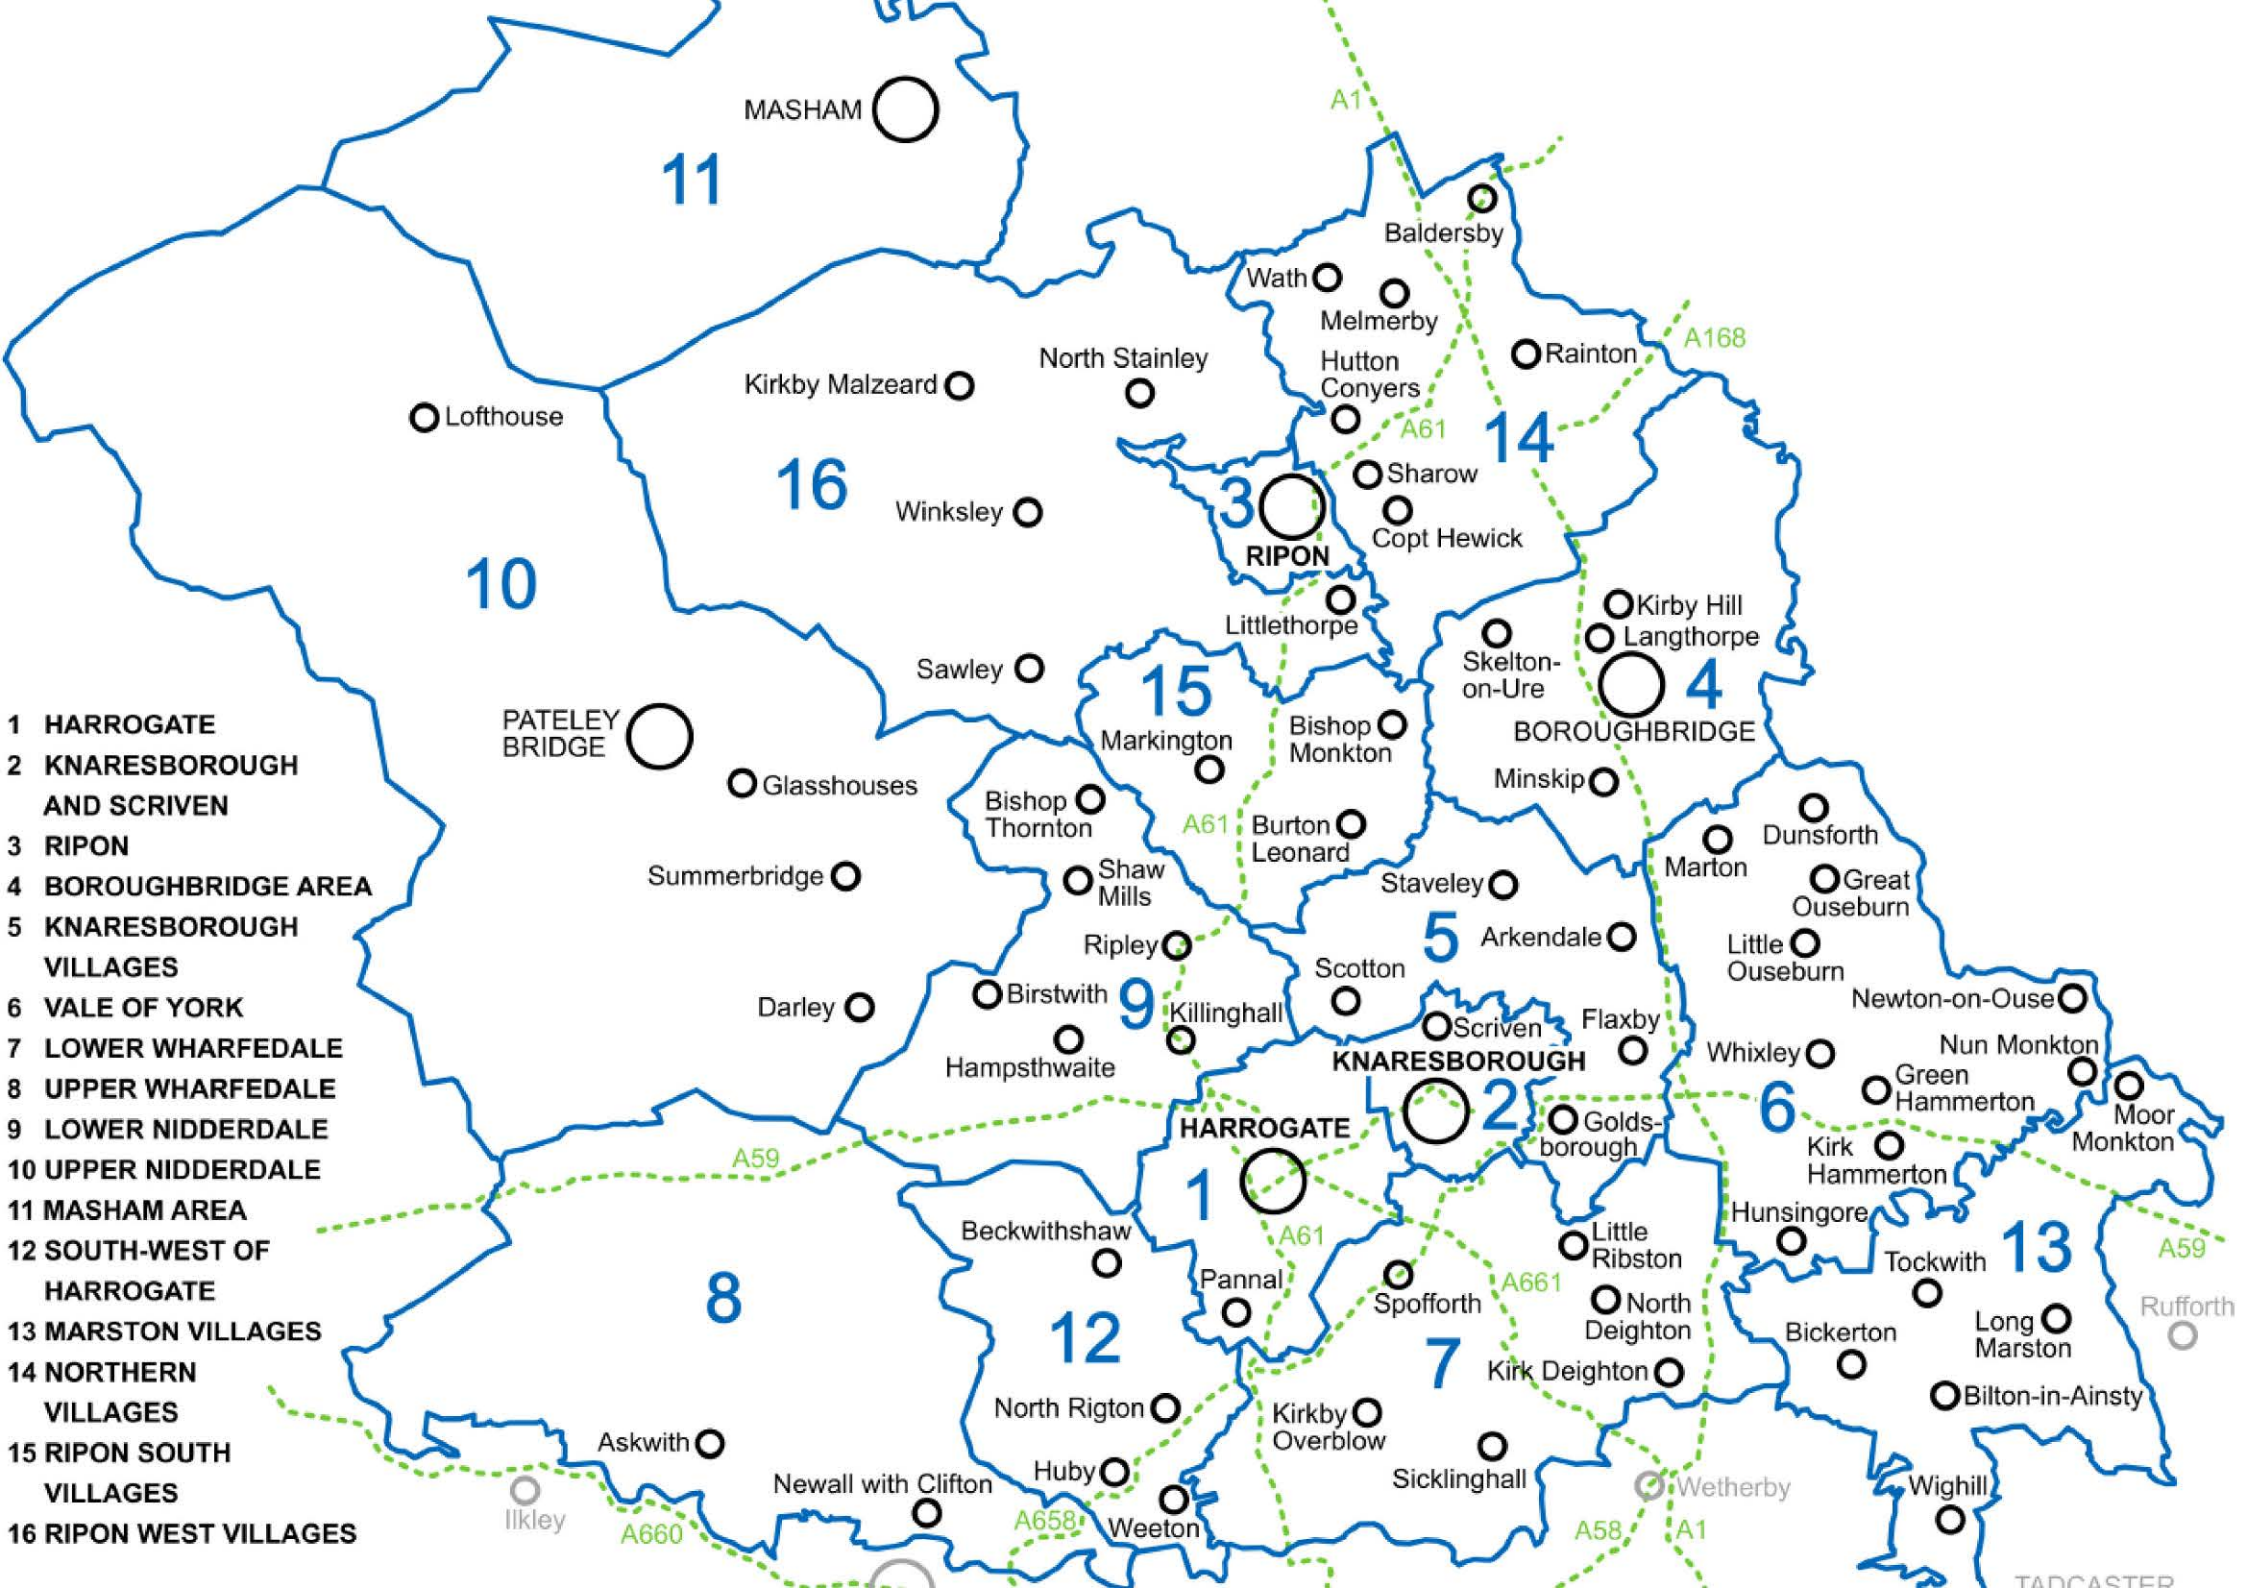 MASHAM
11
A1
Baldersby
Wath
Melmerby
Rainton
A168
Hutton
Conyers
A61
14
North Stainley
Kirkby Malzeard
Lofthouse
16
Winksley
3
RIPON
Sharow
Copt Hewick
10
Littlethorpe
Kirby Hill
Langthorpe
Skelton-
on-Ure
4
BOROUGHBRIDGE
Minskip
Sawley
15
Markington
Bishop
Monkton
PATELEY
BRIDGE
Glasshouses
Bishop
Thornton
A61
Burton
Leonard
Dunsforth
Marton
Great
Ouseburn
Little
Ouseburn
Summerbridge
Shaw
Mills
Staveley
5
Arkendale
Ripley
Scotton
Darley
Birstwith
9
Killinghall
Hampsthwaite
Scriven
Flaxby
KNARESBOROUGH
2
Golds-
borough
Newton-on-Ouse
Nun Monkton
Whixley
Green
Hammerton
6
Moor
Monkton
Kirk
Hammerton
HARROGATE
1
A59
A61
Hunsingore
Tockwith
13
A59
Rufforth
Beckwithshaw
Pannal
8
12
Spofforth
A661
Little
Ribston
North
Deighton
7
Kirk Deighton
Bickerton
Long
Marston
Bilton-in-Ainsty
North Rigton
Kirkby
Overblow
Sicklinghall
Askwith
Newall with Clifton
Huby
Weeton
Ilkley
A660
A658
Wetherby
A58
A1
Wighill
TADCASTER
1 HARROGATE
2 KNARESBOROUGH
AND SCRIVEN
3 RIPON
4 BOROUGHBRIDGE AREA
5 KNARESBOROUGH
VILLAGES
6 VALE OF YORK
7 LOWER WHARFEDALE
8 UPPER WHARFEDALE
9 LOWER NIDDERDALE
10 UPPER NIDDERDALE
11 MASHAM AREA
12 SOUTH-WEST OF
HARROGATE
13 MARSTON VILLAGES
14 NORTHERN
VILLAGES
15 RIPON SOUTH
VILLAGES
16 RIPON WEST VILLAGES